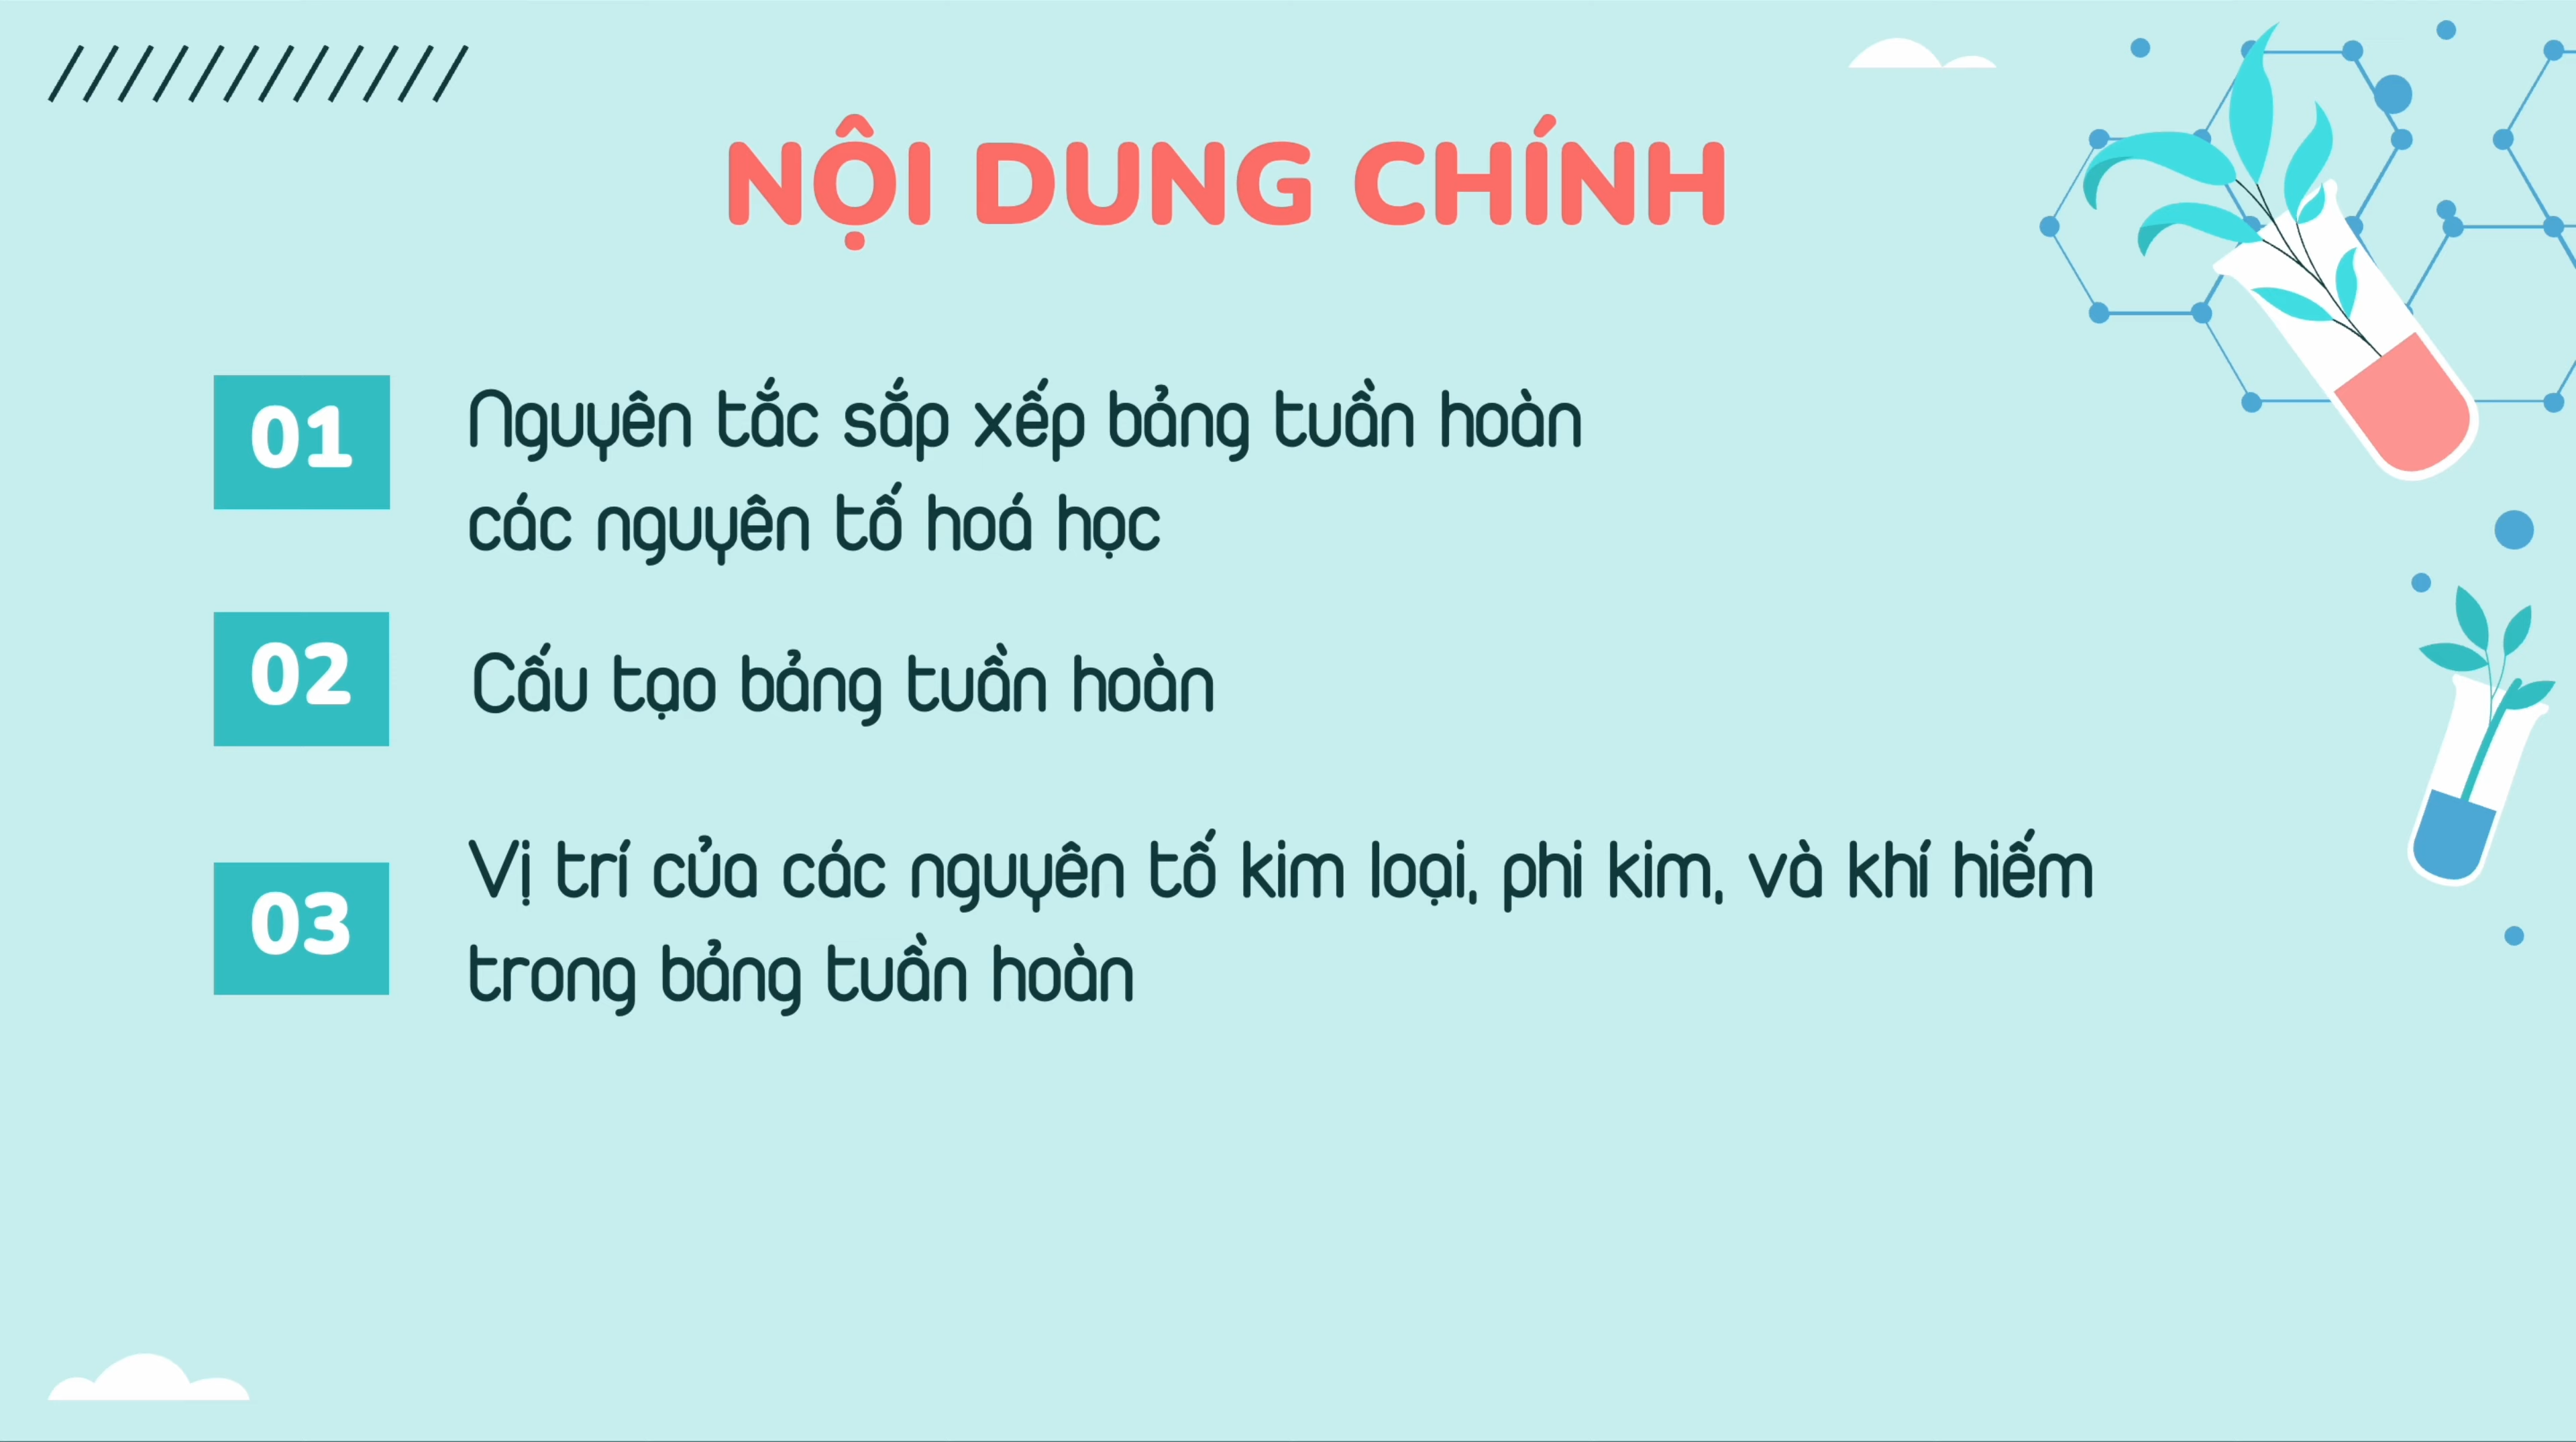 NỘI DUNG CHÍNH
01
Nguyên tắc sắp xếp bảng tuần hoàn
các nguyên tố hoá học
02
Cấu tạo bảng tuần hoàn
03
Vị trí của các nguyên tố kim loại, phi kim, và khí hiếm
trong bảng tuần hoàn